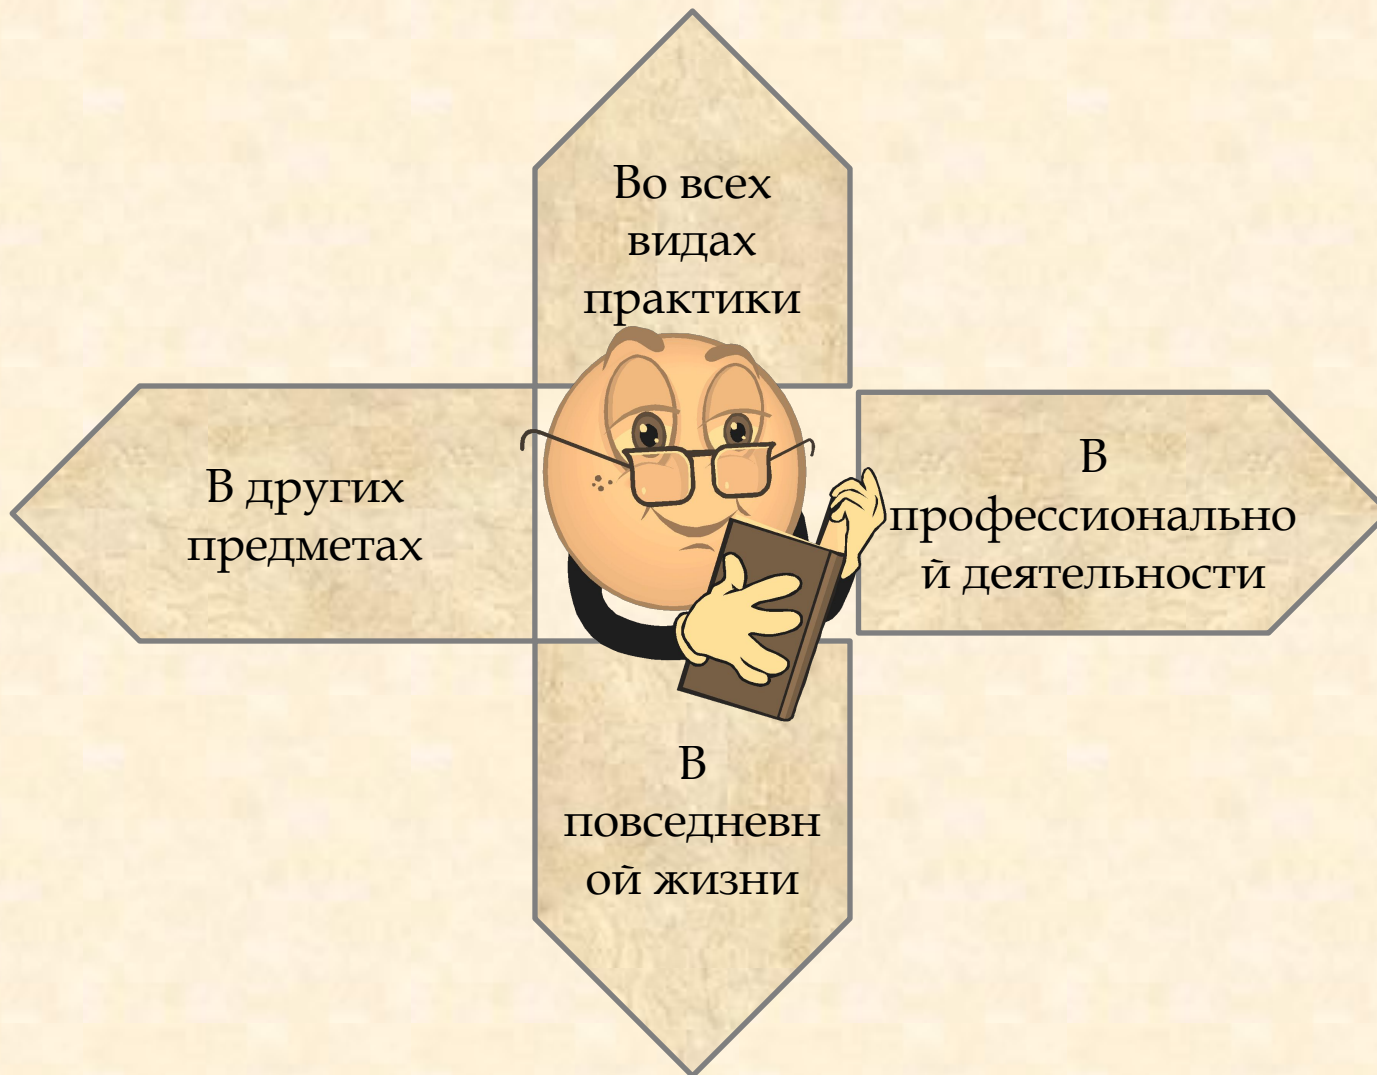 Во всех
видах
практики
В других
предметах
В
профессионально
й деятельности
В
повседневн
ой жизни